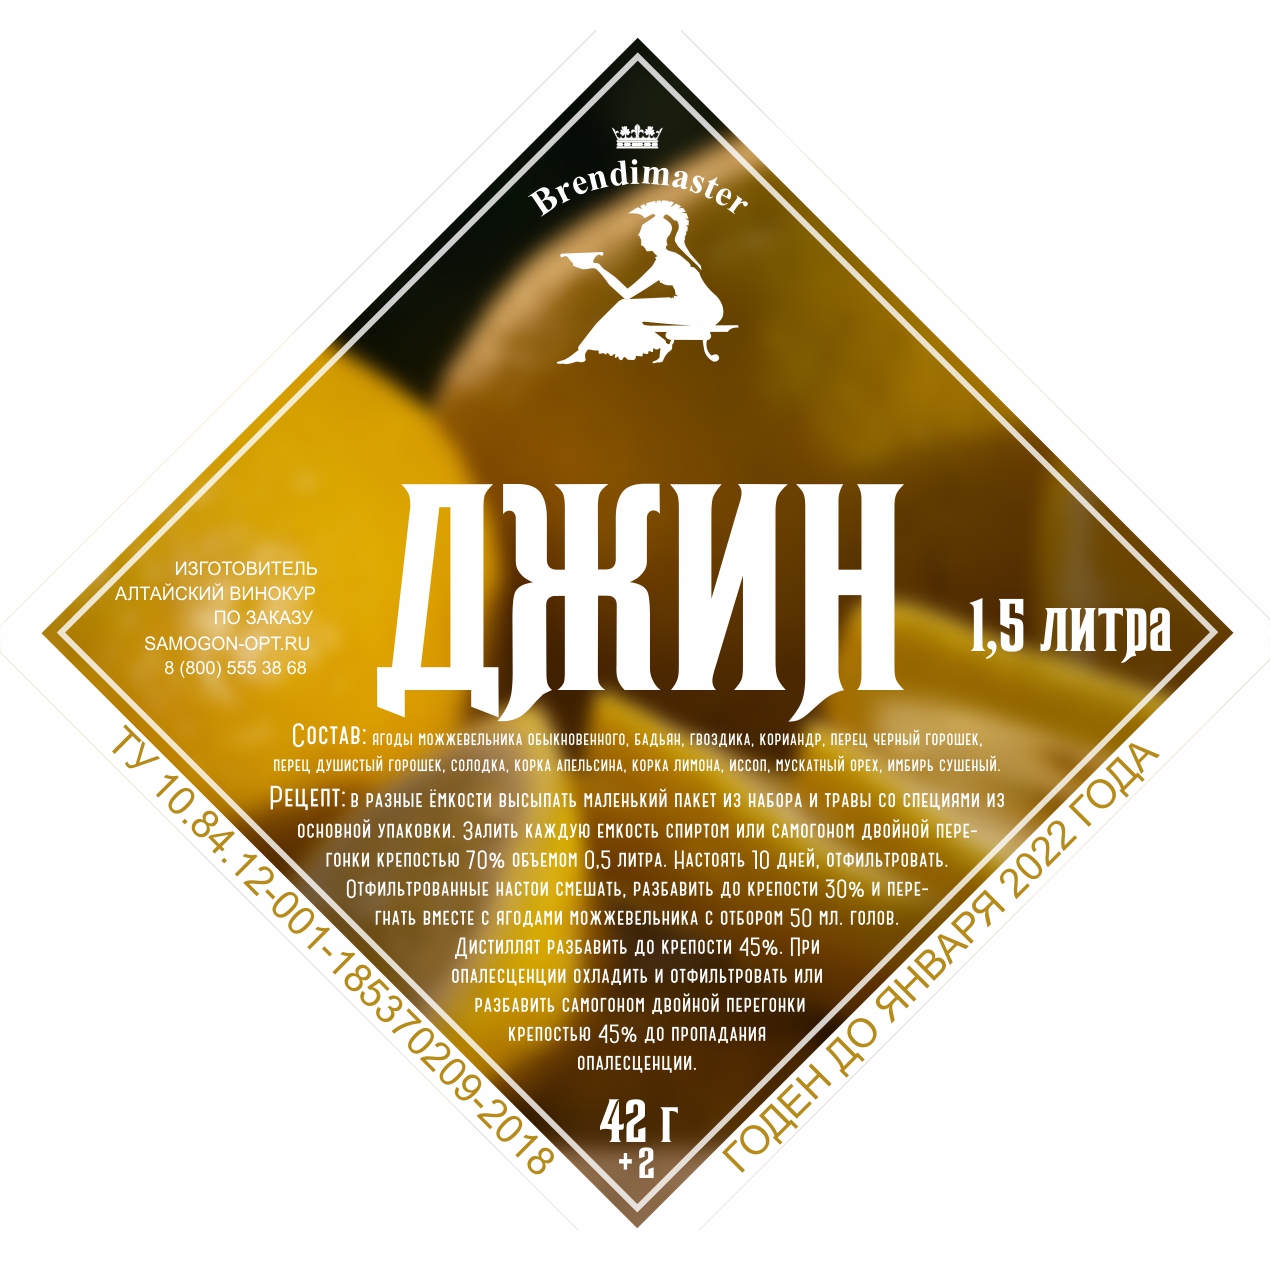 Brendimaster
ДЖИН
ИЗГОТОВИТЕЛЬ
АЛТАЙСКИЙ ВИНОКУР
ПО ЗАКАЗУ
SAMOGON-OPT.RU
8 (800) 555 38 68
1,5 литра
Состав: ягоды можжевельника обыкновенного, бадьян, гвоздика, кориандр, перец черный горошек,
перец душистый горошек, солодка, корка апельсина, корка лимона, иссоп, мускатный орех, имбирь сушеный.
Рецепт: в разные ёмкости высыпать маленький пакет из набора и травы со специями из
основной упаковки. Залить каждую емкость спиртом или самогоном двойной пере-
гонки крепостью 70% объемом 0,5 литра. Настоять 10 дней, отфильтровать.
Отфильтрованные настои смешать, разбавить до крепости 30% и пере-
гнать вместе с ягодами можжевельника с отбором 50 мл. голов.
Дистиллят разбавить до крепости 45%. При
опалесценции охладить и отфильтровать или
разбавить самогоном двойной перегонки
крепостью 45% до пропадания
опалесценции.
42 г
+2
ТУ 10.84.12-001-185370209-2018
ГОДЕН ДО ЯНВАРЯ 2022 ГОДА